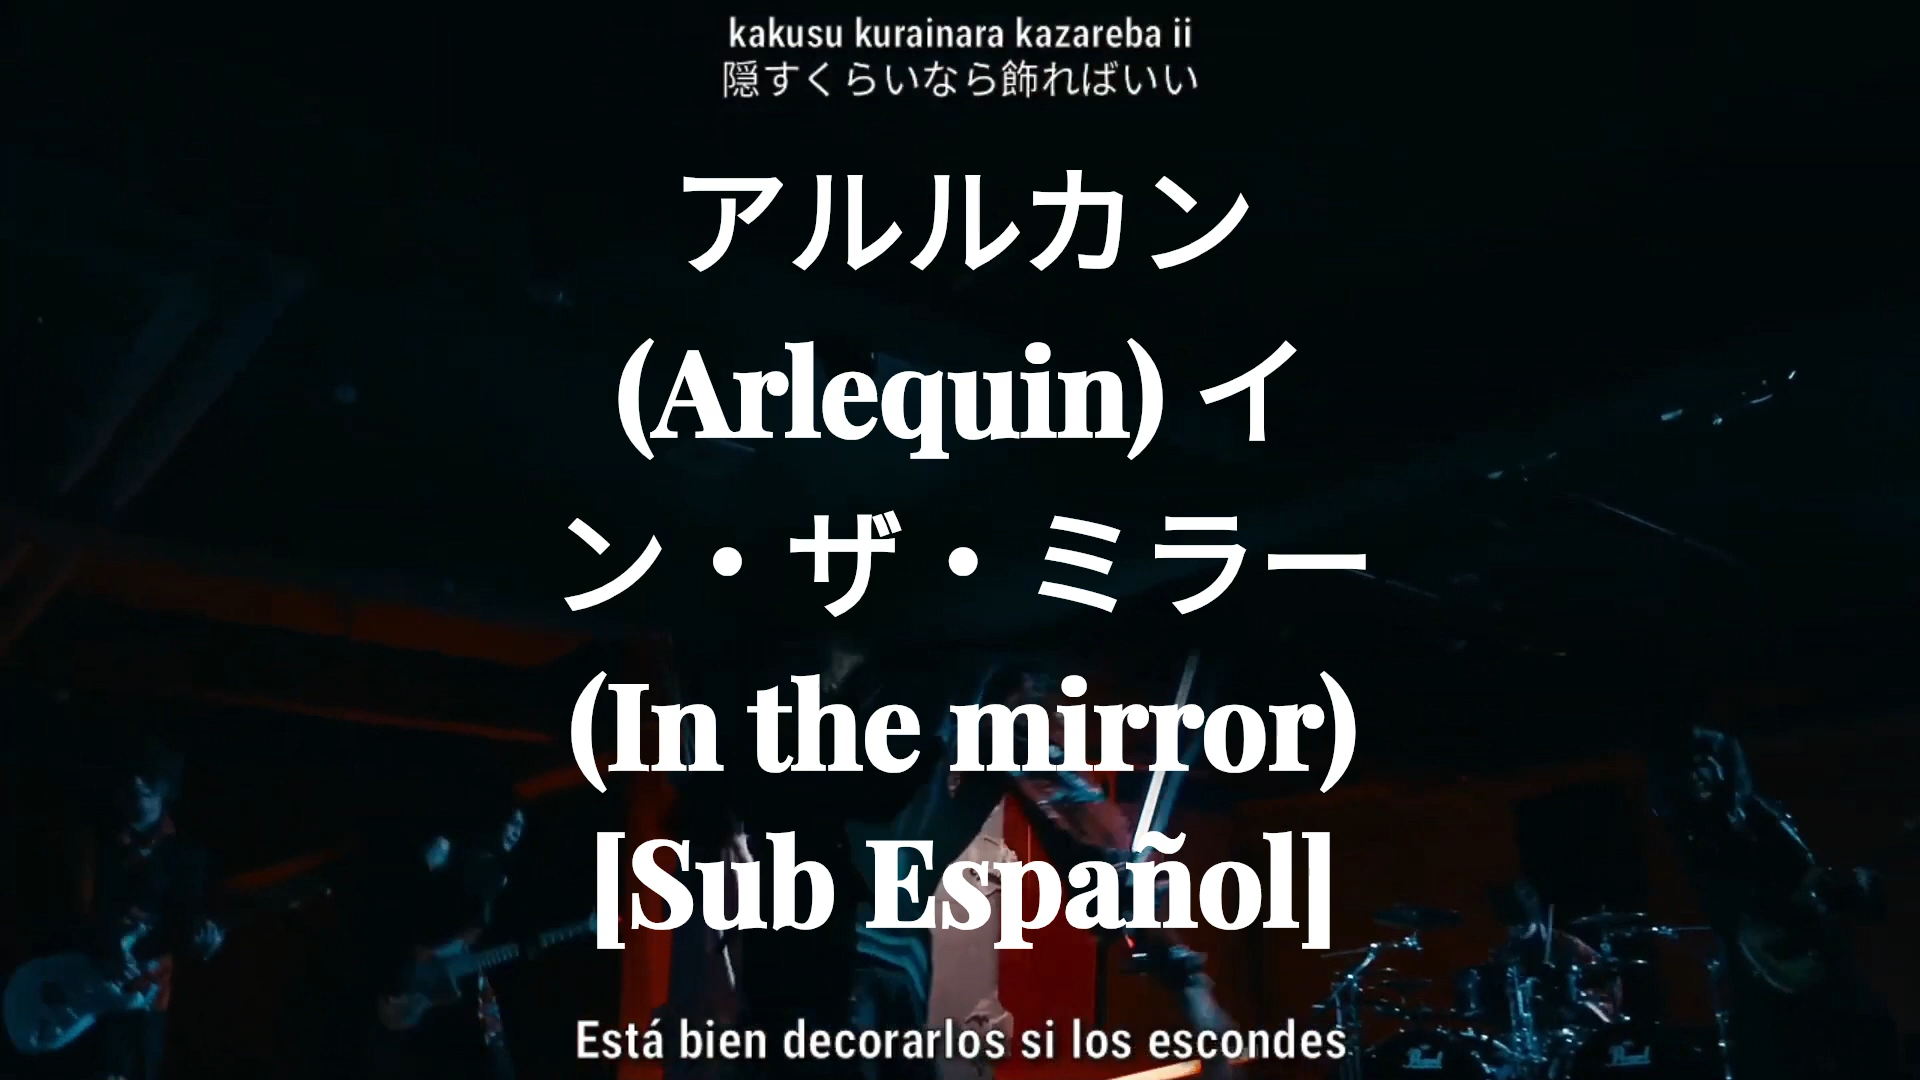 kakusu kurainara kazareba ii
隠すくらいなら飾ればいい
アルルカン
(Arlequin) イ
ン・ザ・ミラー
(In the mirror)
[Sub Español]
Está bien decorarlos si los escondes
Pearl
Pearl